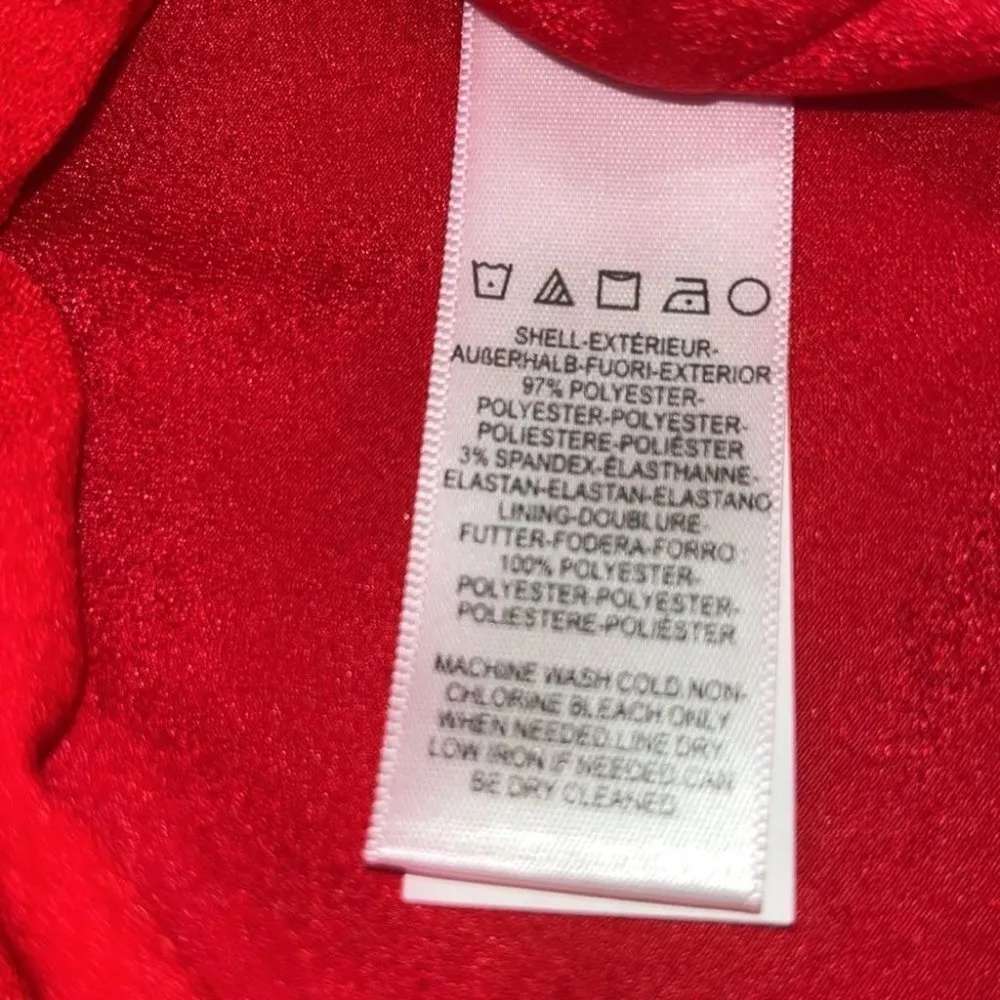 SHELL-EXTÉRIEUR-
AUßERHALB-FUORI-EXTERIOR
97% POLYESTER-
POLYESTER-POLYESTER-
POLIESTERE-POLIÉSTER
3% SPANDEX-ÉLASTHANNE-
ELASTAN-ELASTAN-ELASTANO
LINING-DOUBLURE-
FUTTER-FODERA-FORRO :
100% POLYESTER-
POLYESTER-POLYESTER-
POLIESTERE-POLIÉSTER
MACHINE WASH COLD. NON-
CHLORINE BLEACH ONLY
WHEN NEEDED.LINE DRY.
LOW IRON IF NEEDED.CAN
BE DRY CLEANED.